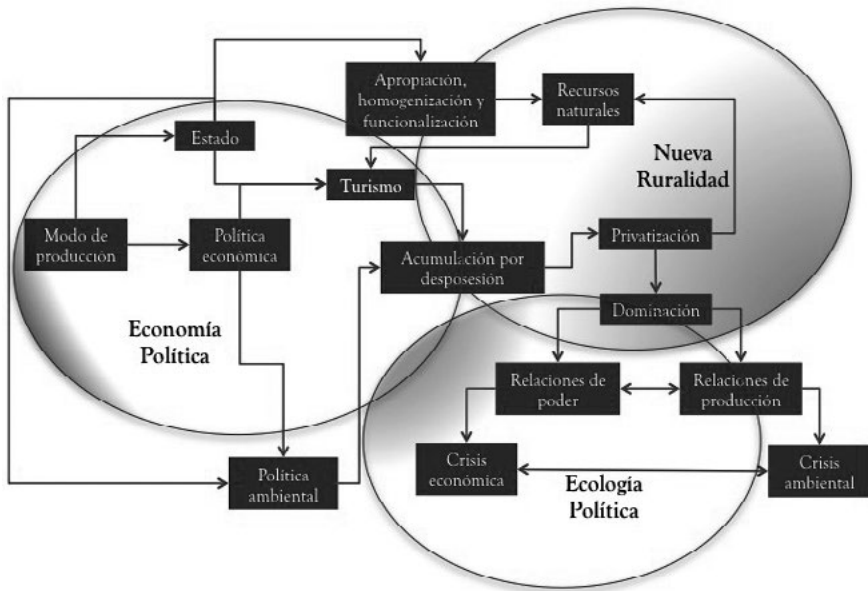 Apropiación,
homogenización y
funcionalización
Recursos
naturales
Estado
Nueva
Ruralidad
Turismo
Modo de
producción
Política
económica
Privatización
Acumulación por
desposesión
Dominación
Economía
Política
Relaciones de
poder
Relaciones de
producción
Política
ambiental
Crisis
económica
Ecología
Política
Crisis
ambiental